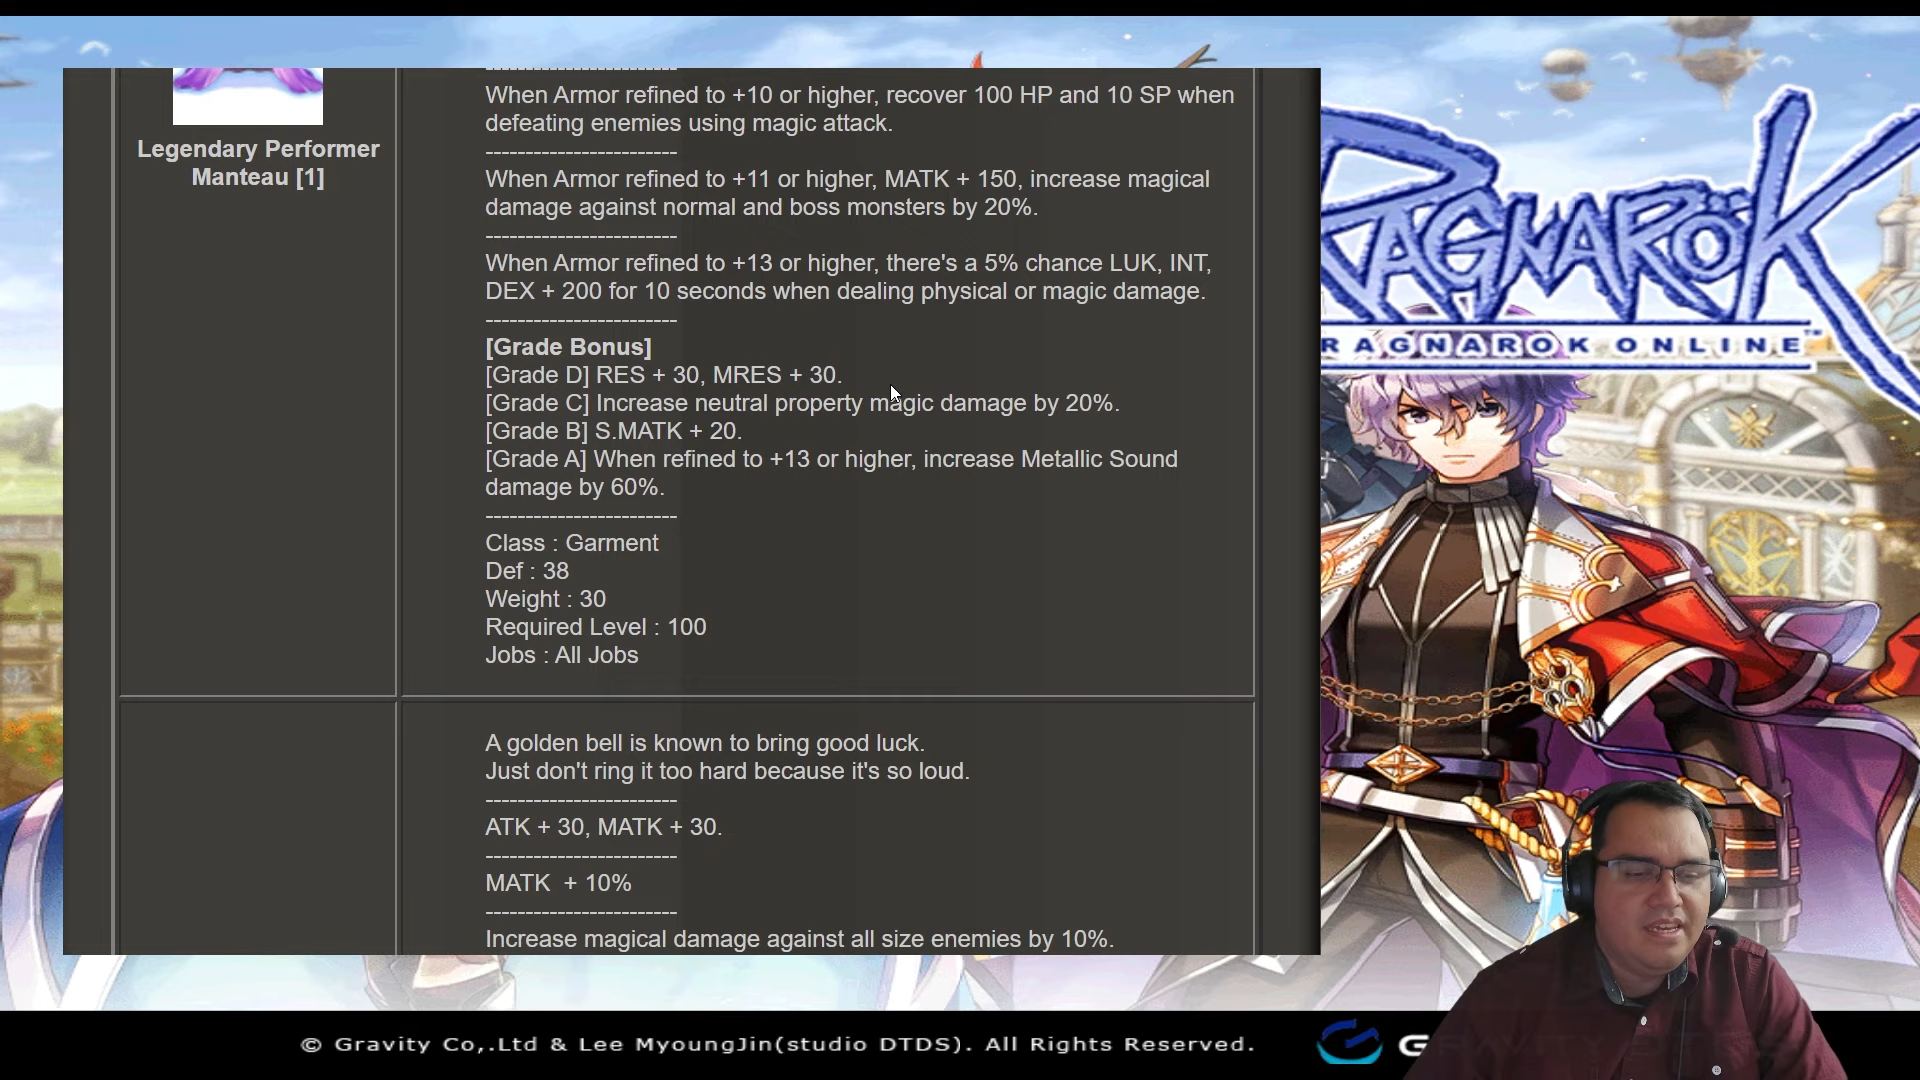 Legendary Performer
Manteau [1]
------------------------
When Armor refined to +10 or higher, recover 100 HP and 10 SP when
defeating enemies using magic attack.
------------------------
When Armor refined to +11 or higher, MATK + 150, increase magical
damage against normal and boss monsters by 20%.
------------------------
When Armor refined to +13 or higher, there's a 5% chance LUK, INT,
DEX + 200 for 10 seconds when dealing physical or magic damage.
------------------------
[Grade Bonus]
[Grade D] RES + 30, MRES + 30.
[Grade C] Increase neutral property magic damage by 20%.
[Grade B] S.MATK + 20.
[Grade A] When refined to +13 or higher, increase Metallic Sound
damage by 60%.
------------------------
Class : Garment
Def : 38
Weight : 30
Required Level : 100
Jobs : All Jobs
A golden bell is known to bring good luck.
Just don't ring it too hard because it's so loud.
------------------------
ATK + 30, MATK + 30.
------------------------
MATK  + 10%
------------------------
Increase magical damage against all size enemies by 10%.
RAGNARÖK
RAGNAROK ONLINE
© Gravity Co,.Ltd & Lee MyoungJin(studio DTDS). All Rights Reserved.